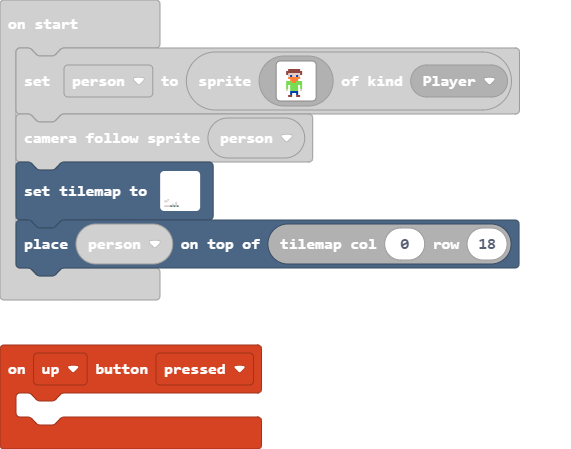 on start
set person to sprite of kind Player
camera follow sprite person
set tilemap to
place person on top of tilemap col 0 row 18
on up button pressed